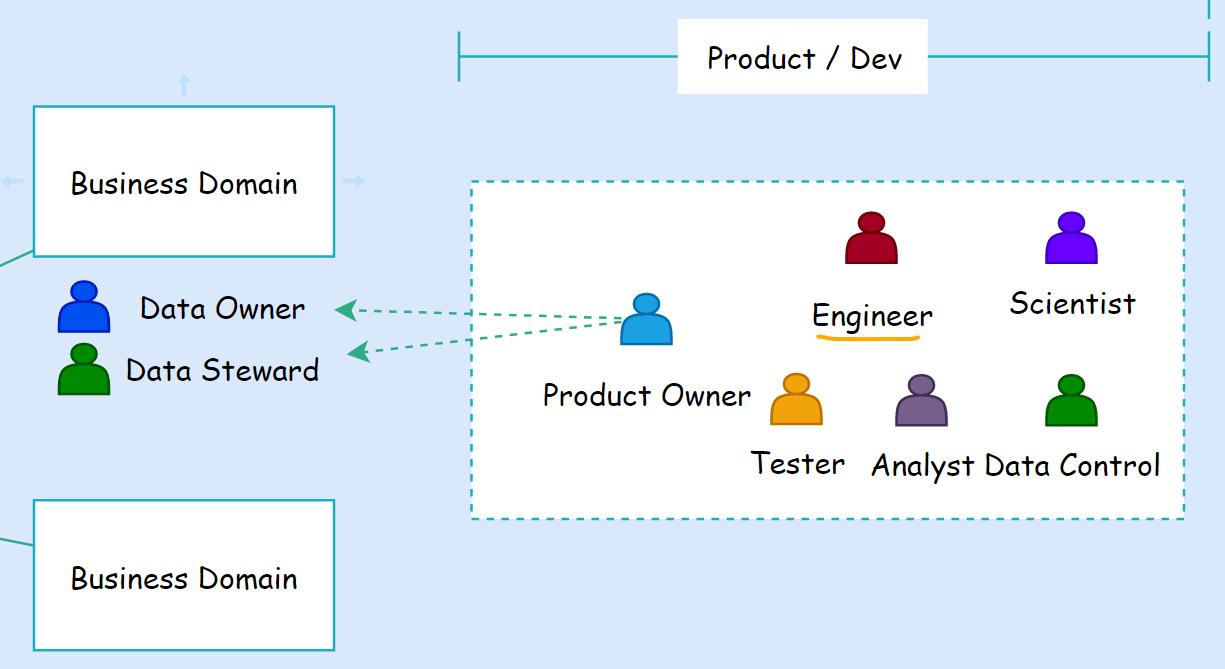 Product / Dev
Business Domain
Data Owner
Data Steward
Engineer
Scientist
Product Owner
Tester
Analyst
Data Control
Business Domain